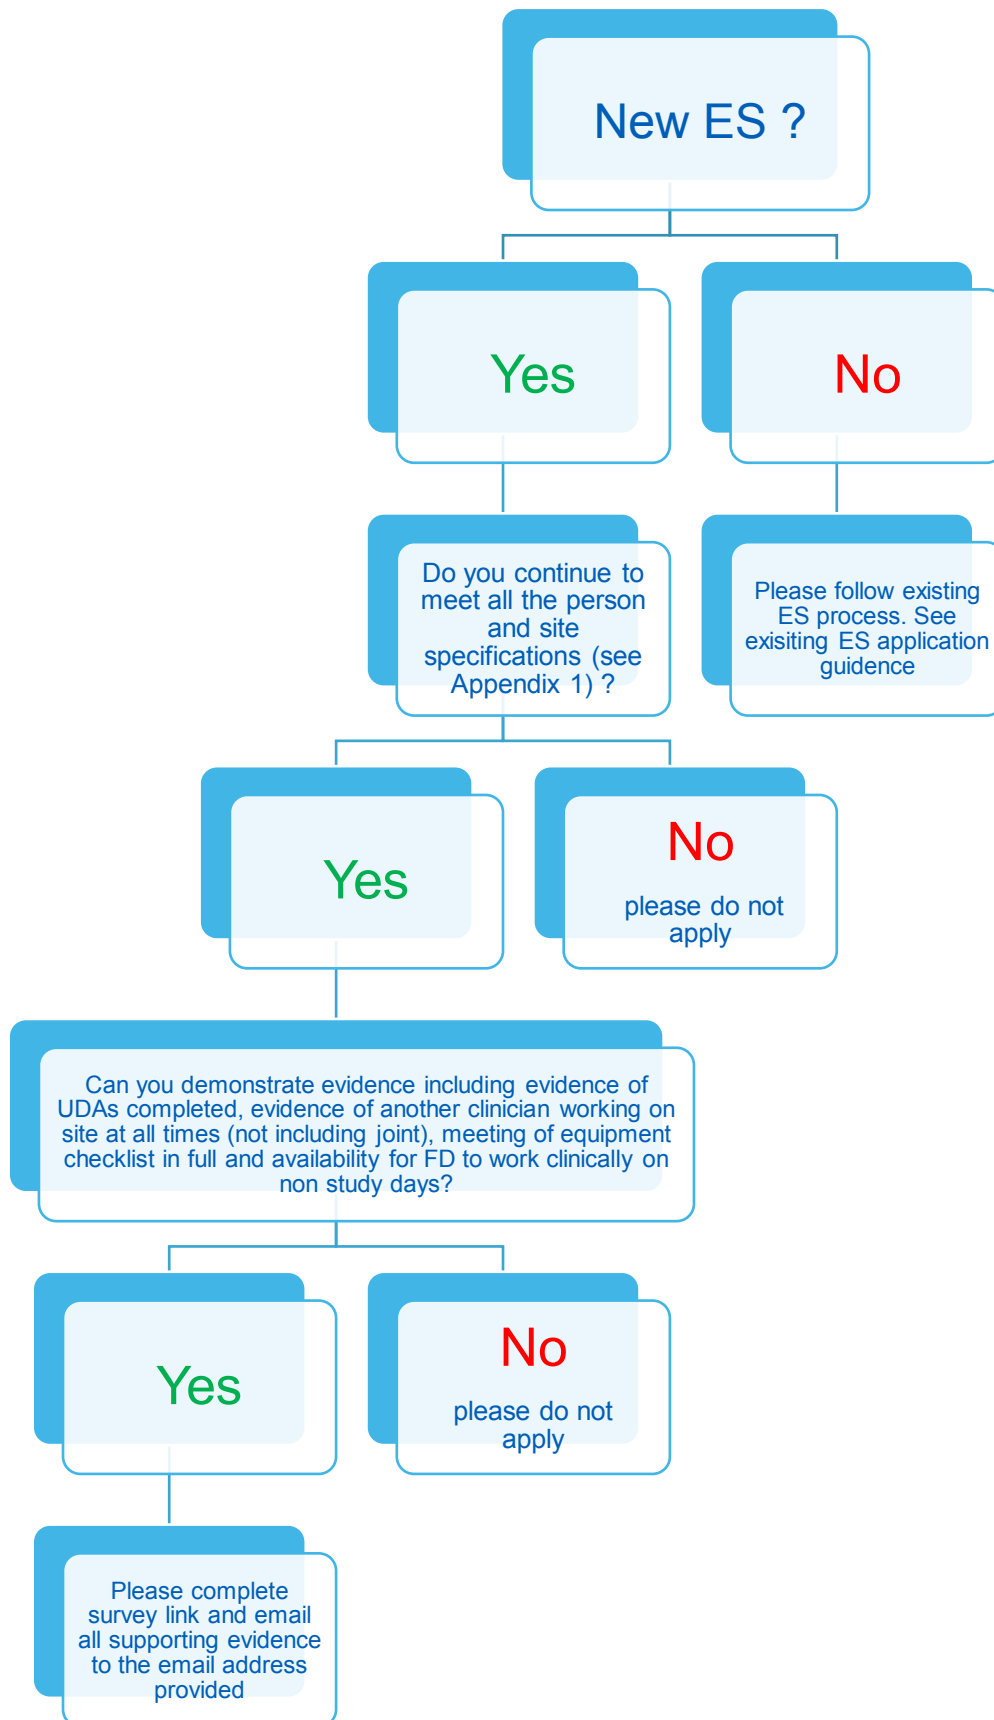 New ES ?
Yes
No
Do you continue to
meet all the person
and site
specifications (see
Appendix 1) ?
Please follow existing
ES process. See
exisiting ES application
guidence
Yes
No
please do not
apply
Can you demonstrate evidence including evidence of
UDAs completed, evidence of another clinician working on
site at all times (not including joint), meeting of equipment
checklist in full and availability for FD to work clinically on
non study days?
Yes
No
please do not
apply
Please complete
survey link and email
all supporting evidence
to the email address
provided